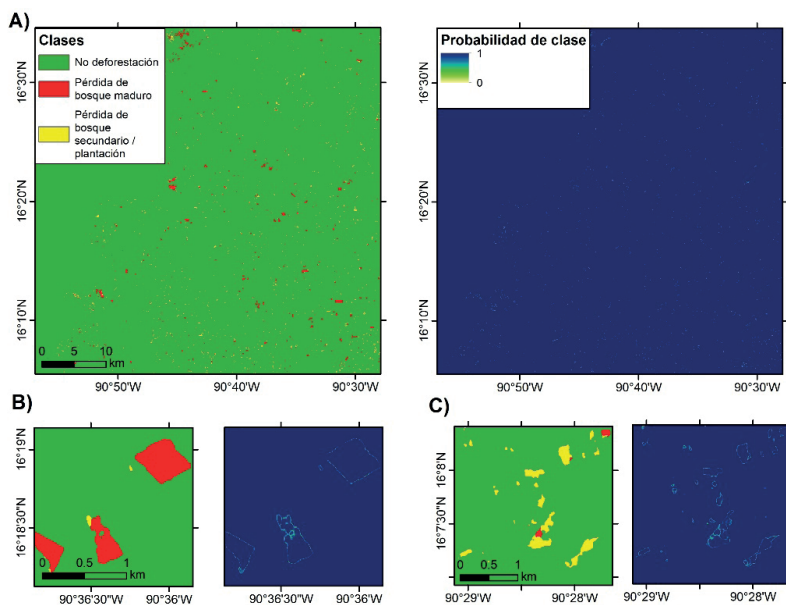 A)
Clases
No deforestación
Pérdida de
bosque maduro
Pérdida de
bosque
secundario /
plantación
16°30'N
16°20'N
16°10'N
0 5 10
km
90°50'W 90°40'W 90°30'W
Probabilidad de clase
1
0
16°30'N
16°20'N
16°10'N
90°50'W 90°40'W 90°30'W
B)
16°19'N
16°18'30"N
0 0.5 1
km
90°36'30"W 90°36'W
90°36'30"W 90°36'W
C)
16°8'N
16°7'30"N
0 0.5 1
km
90°29'W 90°28'W
90°29'W 90°28'W